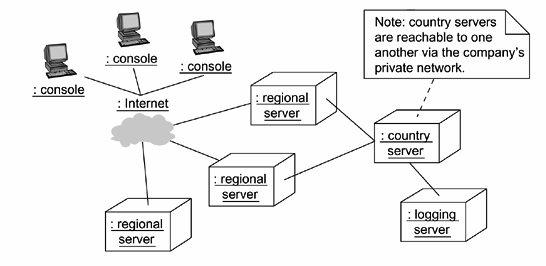 Note: country servers
are reachable to one
another via the company's
private network.
: console
: console
: console
: Internet
: regional
server
: country
server
: regional
server
: regional
server
: logging
server